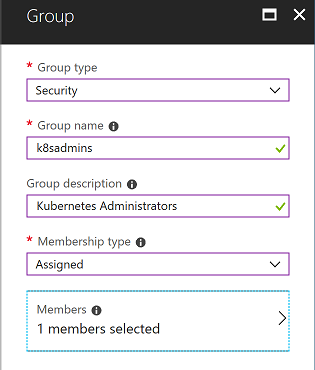 Group
* Group type
Security
* Group name
k8sadmins
Group description
Kubernetes Administrators
* Membership type
Assigned
Members
1 members selected